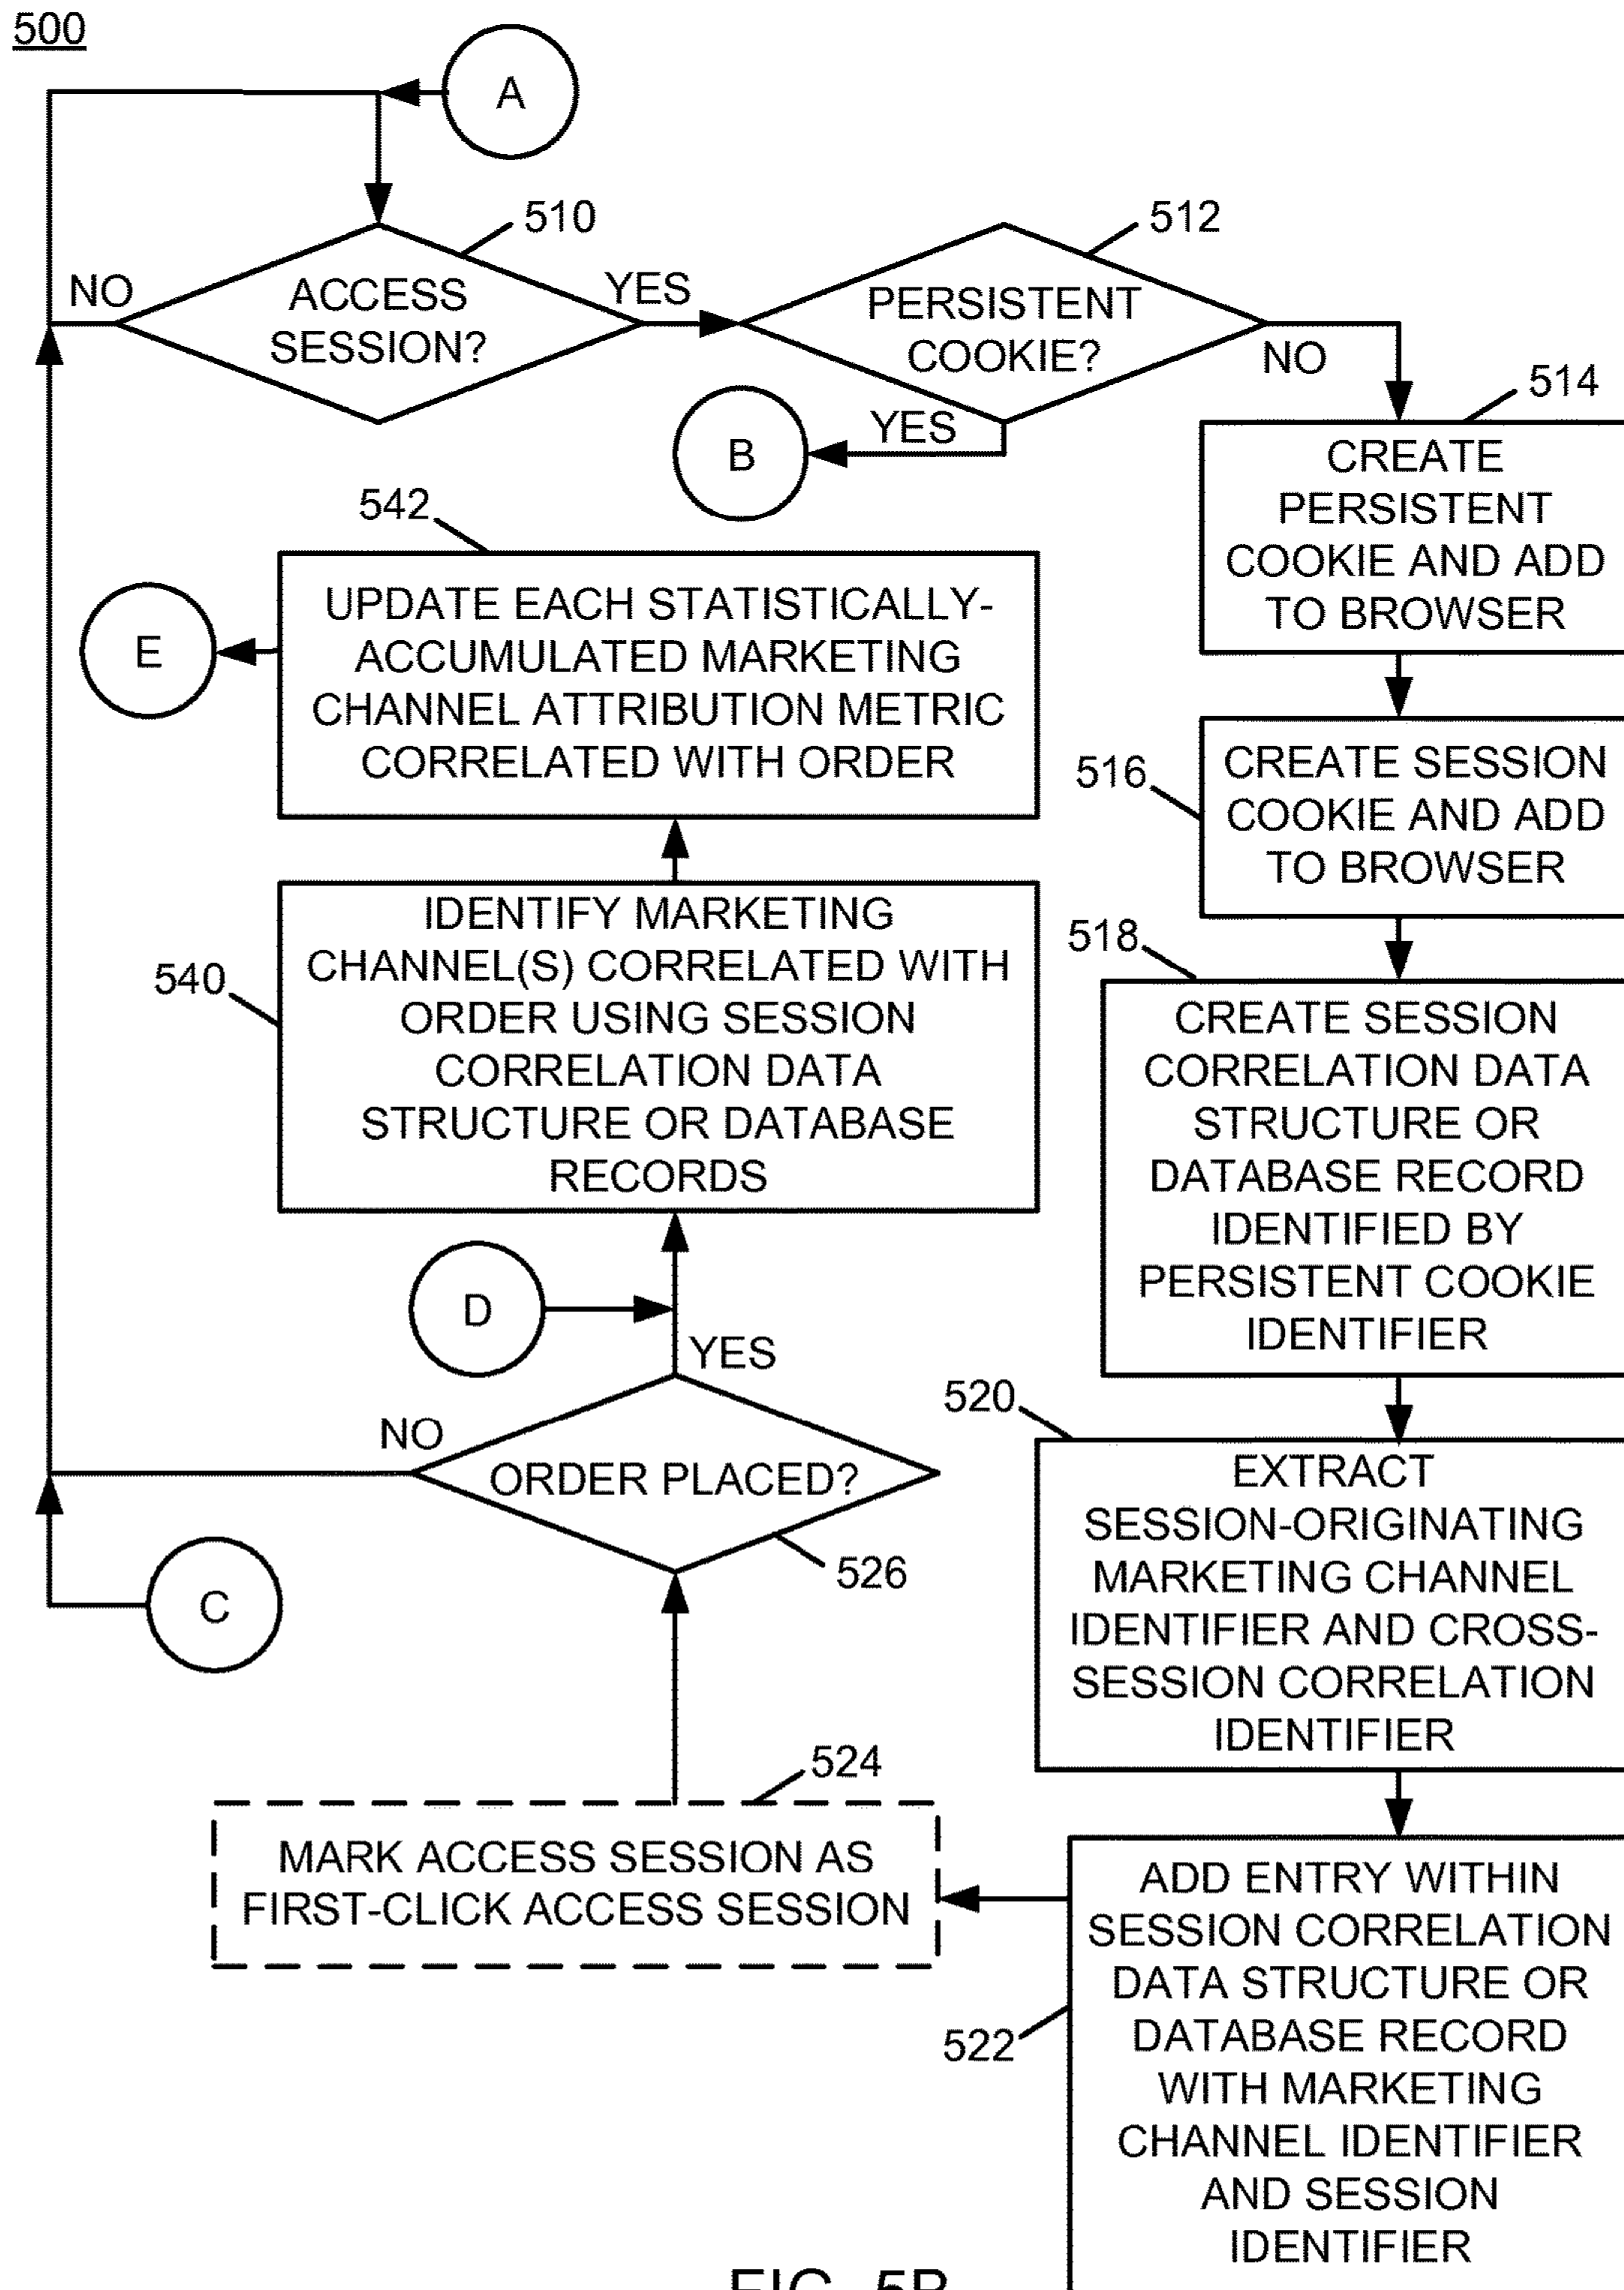 500
A
510
ACCESS
SESSION?
NO
YES
512
PERSISTENT
COOKIE?
NO
YES
B
514
CREATE
PERSISTENT
COOKIE AND ADD
TO BROWSER
516
CREATE SESSION
COOKIE AND ADD
TO BROWSER
518
CREATE SESSION
CORRELATION DATA
STRUCTURE OR
DATABASE RECORD
IDENTIFIED BY
PERSISTENT COOKIE
IDENTIFIER
520
EXTRACT
SESSION-ORIGINATING
MARKETING CHANNEL
IDENTIFIER AND CROSS-
SESSION CORRELATION
IDENTIFIER
522
ADD ENTRY WITHIN
SESSION CORRELATION
DATA STRUCTURE OR
DATABASE RECORD
WITH MARKETING
CHANNEL IDENTIFIER
AND SESSION
IDENTIFIER
524
MARK ACCESS SESSION AS
FIRST-CLICK ACCESS SESSION
526
ORDER PLACED?
NO
YES
C
D
540
IDENTIFY MARKETING
CHANNEL(S) CORRELATED WITH
ORDER USING SESSION
CORRELATION DATA
STRUCTURE OR DATABASE
RECORDS
542
UPDATE EACH STATISTICALLY-
ACCUMULATED MARKETING
CHANNEL ATTRIBUTION METRIC
CORRELATED WITH ORDER
E
FIG. 5B